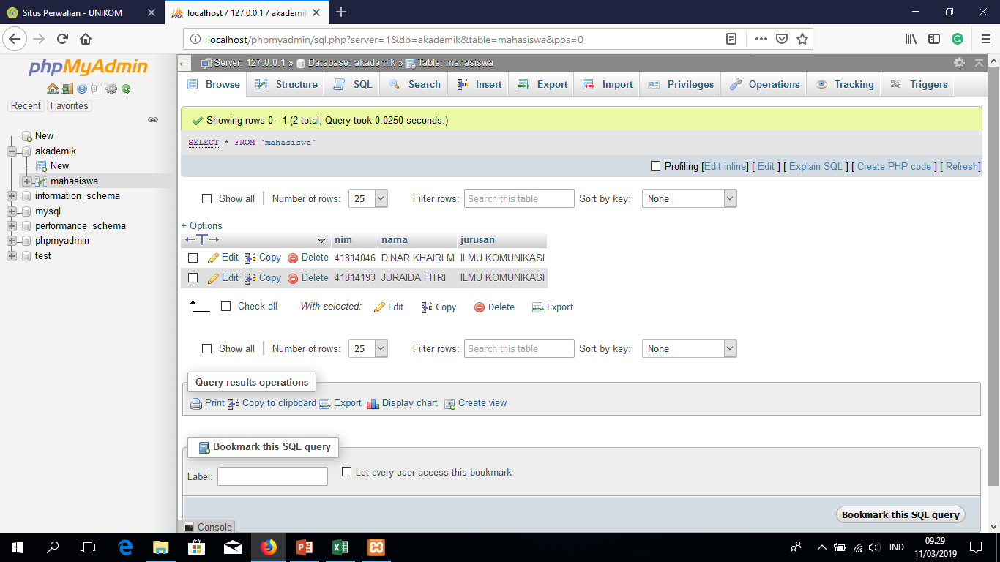 Situs Perwalian - UNIKOM
localhost / 127.0.0.1 / akademik
localhost/phpmyadmin/sql.php?server=1&db=akademik&table=mahasiswa&pos=0
phpMyAdmin
Recent Favorites
New
akademik
New
mahasiswa
information_schema
mysql
performance_schema
phpmyadmin
test
Server: 127.0.0.1 » Database: akademik » Table: mahasiswa
Browse Structure SQL Search Insert Export Import Privileges Operations Tracking Triggers
Showing rows 0 - 1 (2 total, Query took 0.0250 seconds.)
SELECT * FROM `mahasiswa`
Profiling [Edit inline] [ Edit ] [ Explain SQL ] [ Create PHP code ] [ Refresh]
Show all | Number of rows: 25 Filter rows: Search this table Sort by key: None
+ Options
←T→ nim nama jurusan
Edit Copy Delete 41814046 DINAR KHAIRI M ILMU KOMUNIKASI
Edit Copy Delete 41814193 JURAIDA FITRI ILMU KOMUNIKASI
Check all With selected: Edit Copy Delete Export
Show all | Number of rows: 25 Filter rows: Search this table Sort by key: None
Query results operations
Print Copy to clipboard Export Display chart Create view
Bookmark this SQL query
Label: Let every user access this bookmark
Bookmark this SQL query
Console
IND
09.29
11/03/2019